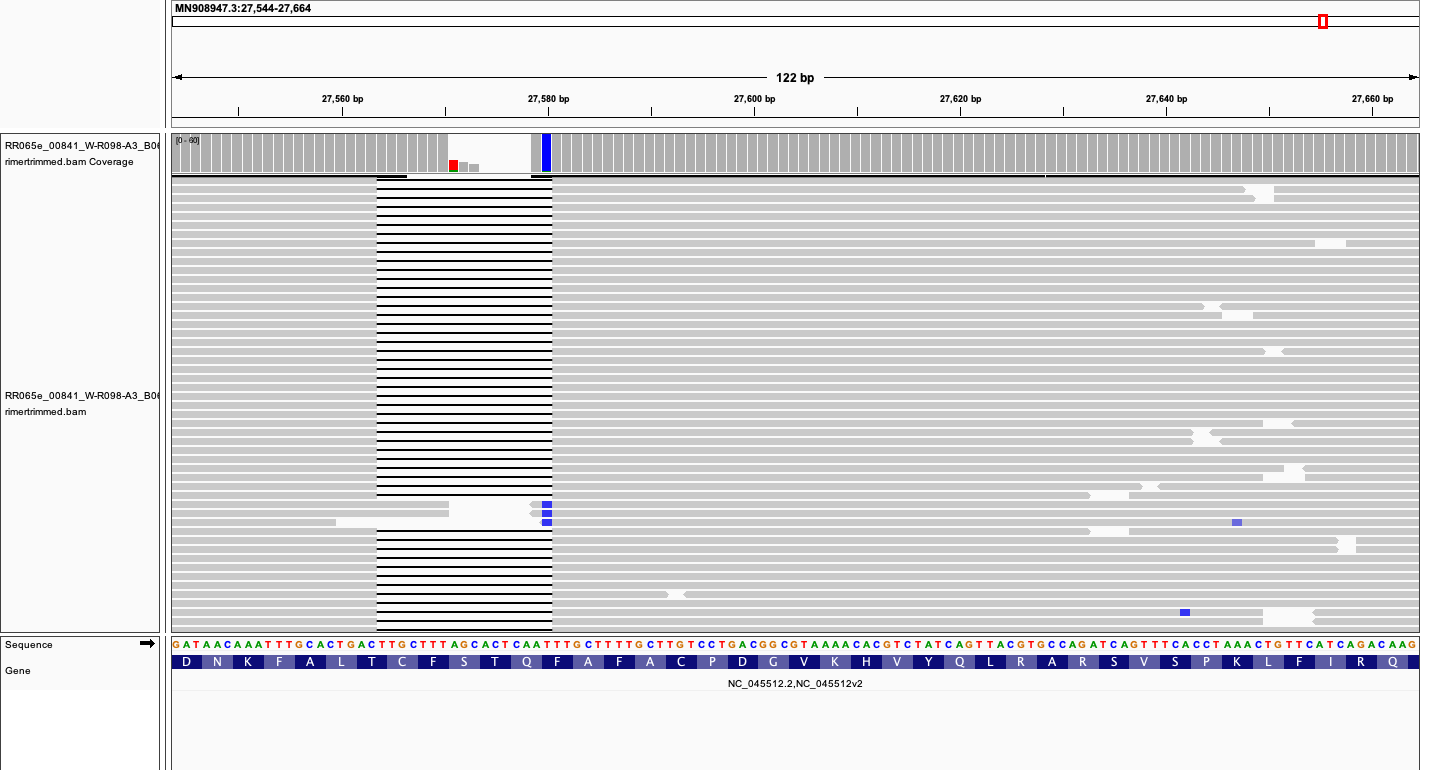 MN908947.3:27,544-27,664
122 bp
27,560 bp 27,580 bp 27,600 bp 27,620 bp 27,640 bp 27,660 bp
[0 - 60]
RR065e_00841_W-R098-A3_B0
rimertrimmed.bam Coverage
RR065e_00841_W-R098-A3_B0
rimertrimmed.bam
Sequence GATAACAAATTTGCACTGACTTGCTTTAGCACTCAATTTGCTTTTGCTTGTCCTGACGGCGTAAAACACGTCTATCAGTTACGTGCCAGATCAGTTTCACCTAAACTGTTCATCAGACAAG
Gene D N K F A L T C F S T Q F A F A C P D G V K H V Y Q L R A R S V S P K L F I R Q
NC_045512.2,NC_045512v2